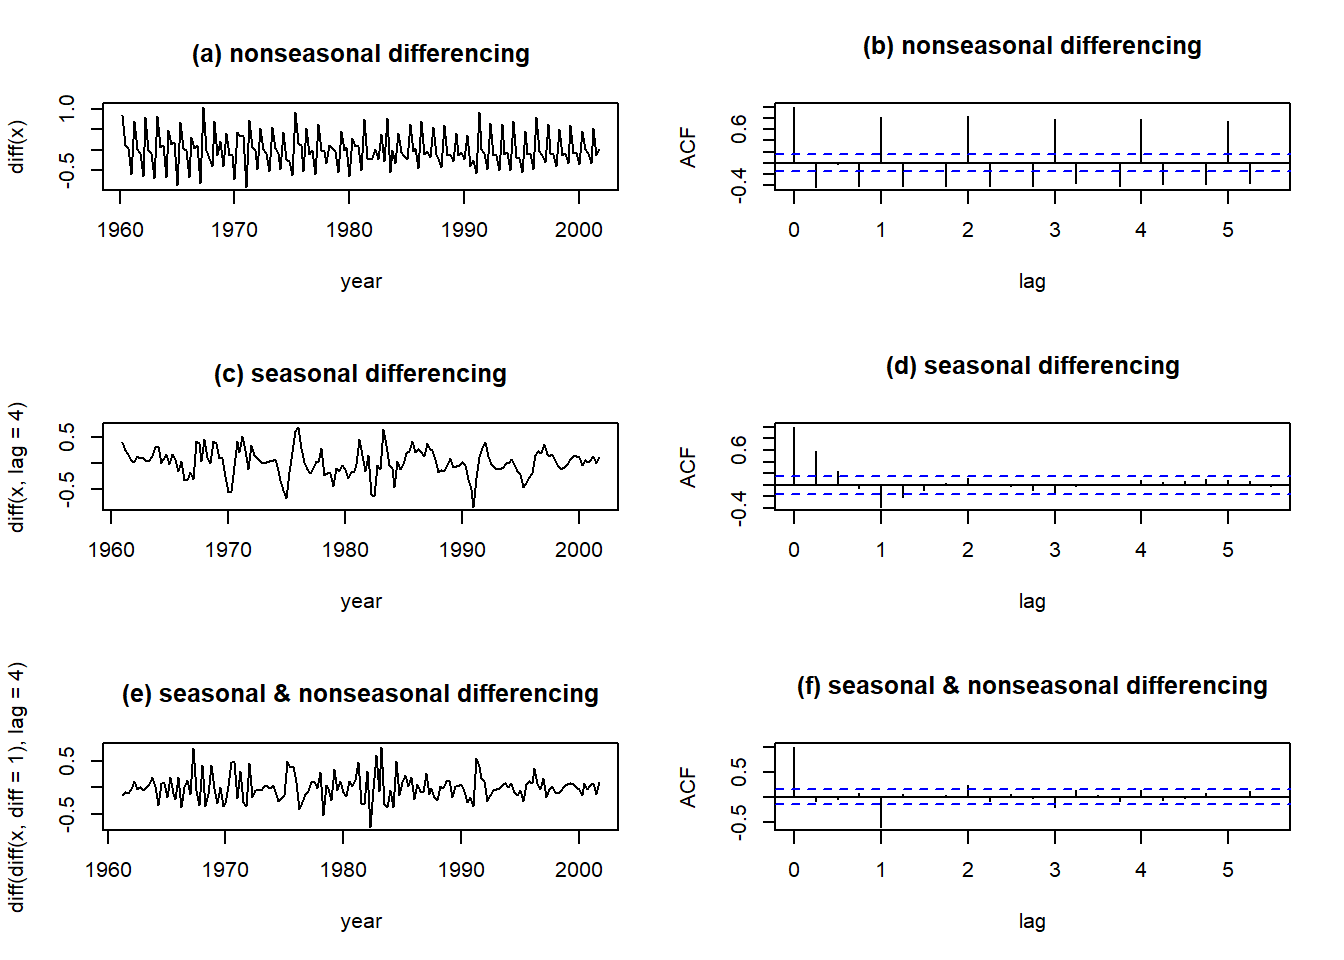 (a) nonseasonal differencing
diff(x)
1.0
-0.5
1960 1970 1980 1990 2000
year
(b) nonseasonal differencing
ACF
0.6
-0.4
0 1 2 3 4 5
lag
(c) seasonal differencing
diff(x, lag = 4)
0.5
-0.5
1960 1970 1980 1990 2000
year
(d) seasonal differencing
ACF
0.6
-0.4
0 1 2 3 4 5
lag
(e) seasonal & nonseasonal differencing
diff(diff(x, diff = 1), lag = 4)
0.5
-0.5
1960 1970 1980 1990 2000
year
(f) seasonal & nonseasonal differencing
ACF
0.5
-0.5
0 1 2 3 4 5
lag